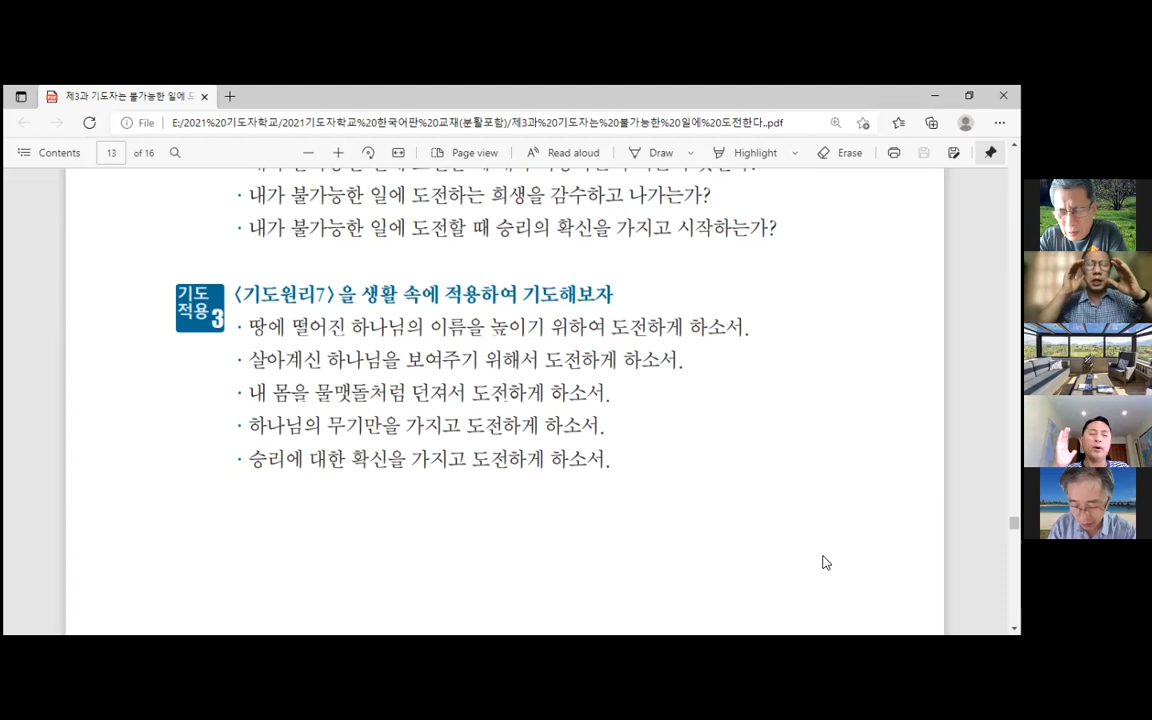 제3과 기도자는 불가능한 일에 도
File
E:/2021%20기도자학교/2021기도자학교%20한국어판%20교재(분활포함)/제3과%20기도자는%20불가능한%20일에%20도전한다..pdf
Contents
13
of 16
Page view
Read aloud
Draw
Highlight
Erase
· 내가 불가능한 일에 도전하는 희생을 감수하고 나가는가?
· 내가 불가능한 일에 도전할 때 승리의 확신을 가지고 시작하는가?
기도
적용3
〈기도원리7〉을 생활 속에 적용하여 기도해보자
· 땅에 떨어진 하나님의 이름을 높이기 위하여 도전하게 하소서.
· 살아계신 하나님을 보여주기 위해서 도전하게 하소서.
· 내 몸을 물맷돌처럼 던져서 도전하게 하소서.
· 하나님의 무기만을 가지고 도전하게 하소서.
· 승리에 대한 확신을 가지고 도전하게 하소서.